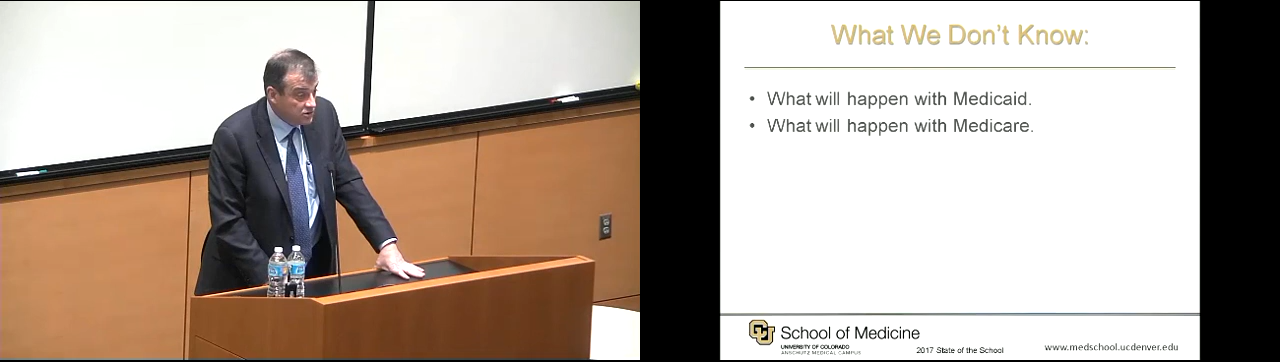 What We Don't Know:
• What will happen with Medicaid.
• What will happen with Medicare.
CU School of Medicine
UNIVERSITY OF COLORADO
ANSCHUTZ MEDICAL CAMPUS
2017 State of the School
www.medschool.ucdenver.edu